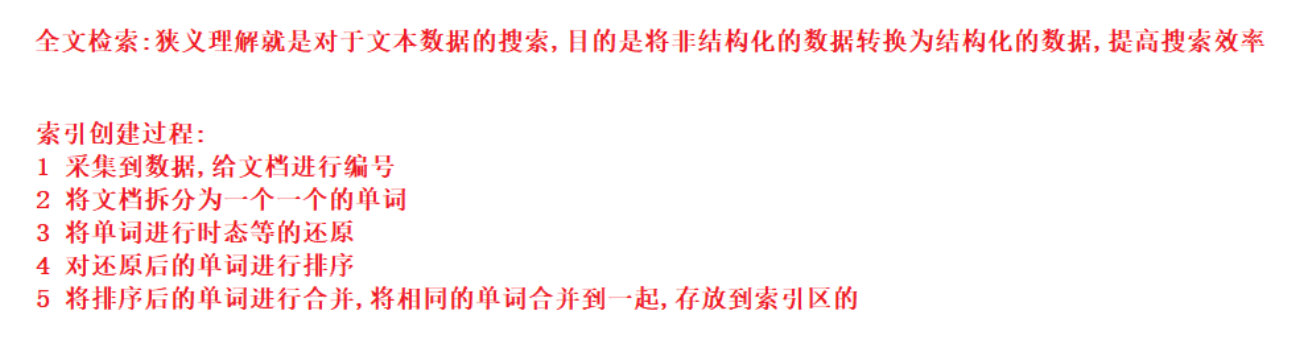 全文检索:狭义理解就是对于文本数据的搜索,目的是将非结构化的数据转换为结构化的数据,提高搜索效率
索引创建过程:
1 采集到数据,给文档进行编号
2 将文档拆分为一个一个的单词
3 将单词进行时态等的还原
4 对还原后的单词进行排序
5 将排序后的单词进行合并,将相同的单词合并到一起,存放到索引区的